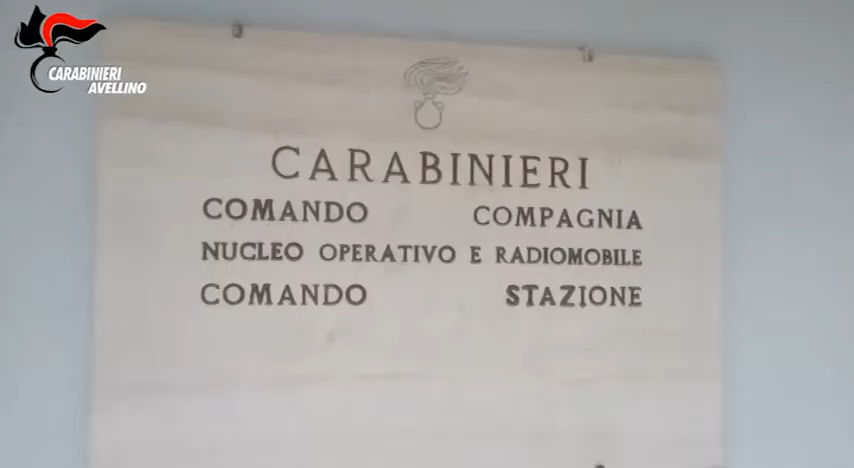 CARABINIERI
AVELLINO
CARABINIERI
COMANDO COMPAGNIA
NUCLEO OPERATIVO E RADIOMOBILE
COMANDO STAZIONE